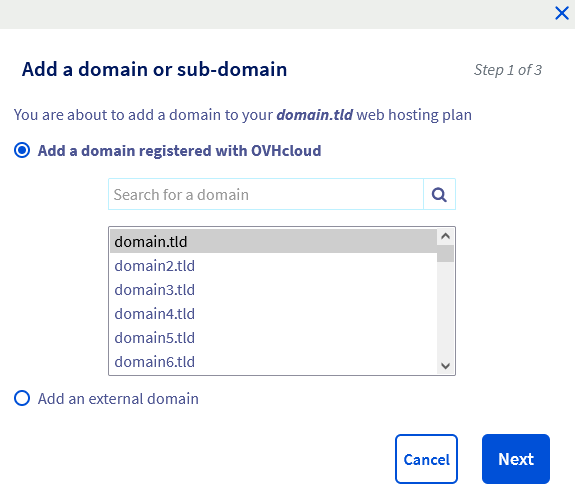 Add a domain or sub-domain
Step 1 of 3
You are about to add a domain to your domain.tld web hosting plan
Add a domain registered with OVHcloud
Search for a domain
domain.tld
domain2.tld
domain3.tld
domain4.tld
domain5.tld
domain6.tld
Add an external domain
Cancel
Next